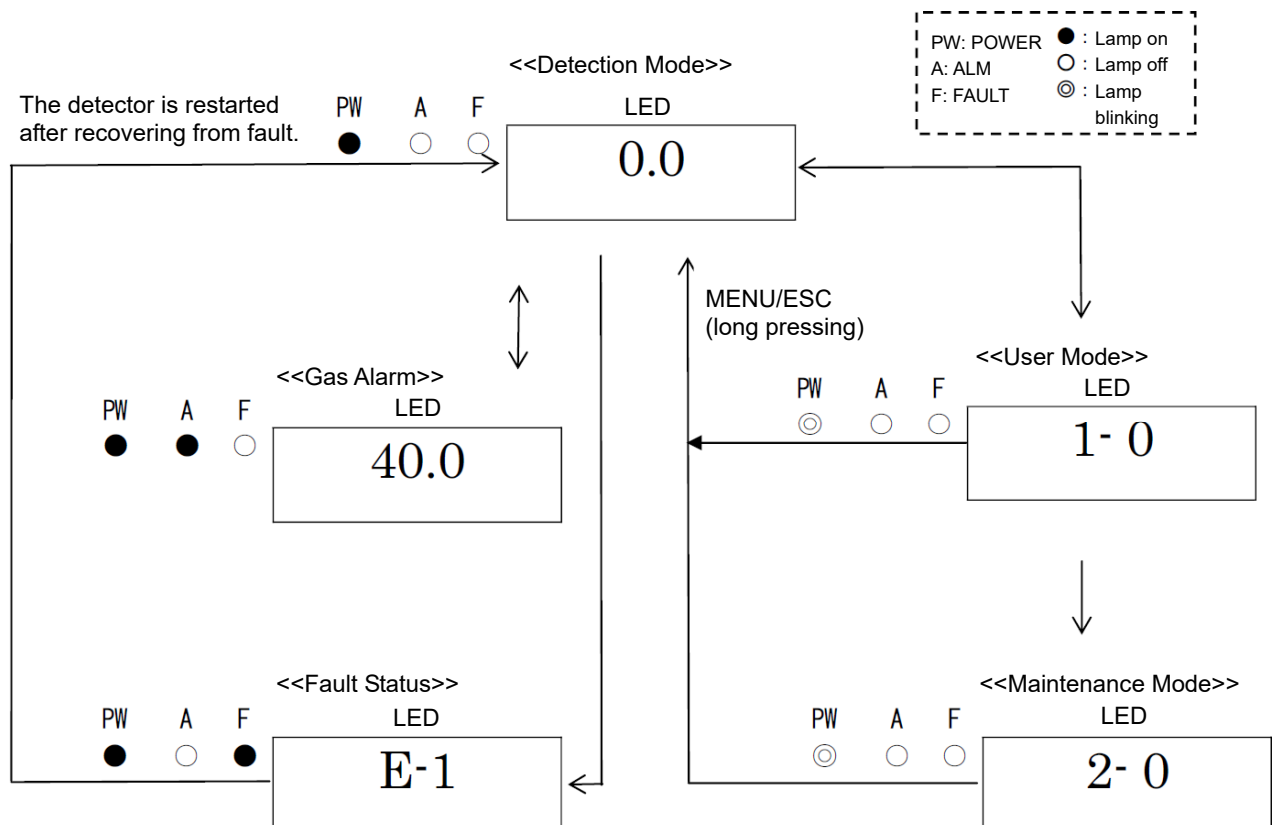 PW: POWER ● : Lamp on
A: ALM ○ : Lamp off
F: FAULT ◎ : Lamp
blinking
<<Detection Mode>>
The detector is restarted
after recovering from fault.
PW A F
LED
0.0
MENU/ESC
(long pressing)
<<Gas Alarm>>
PW A F
LED
40.0
<<User Mode>>
PW A F
LED
1- 0
<<Fault Status>>
PW A F
LED
E-1
<<Maintenance Mode>>
PW A F
LED
2- 0